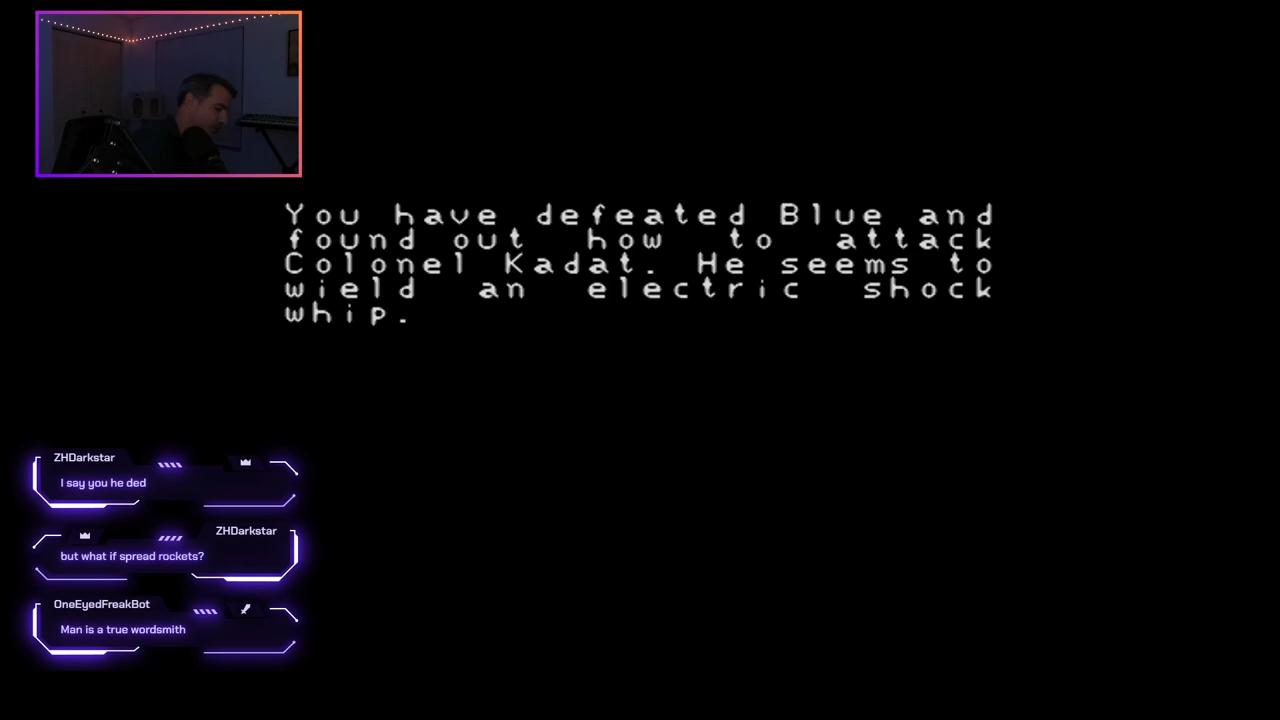 You have defeated Blue and
found out how to attack
Colonel Kadat. He seems to
wield an electric shock
whip.
ZHDarkstar
I say you he ded
ZHDarkstar
but what if spread rockets?
OneEyedFreakBot
Man is a true wordsmith